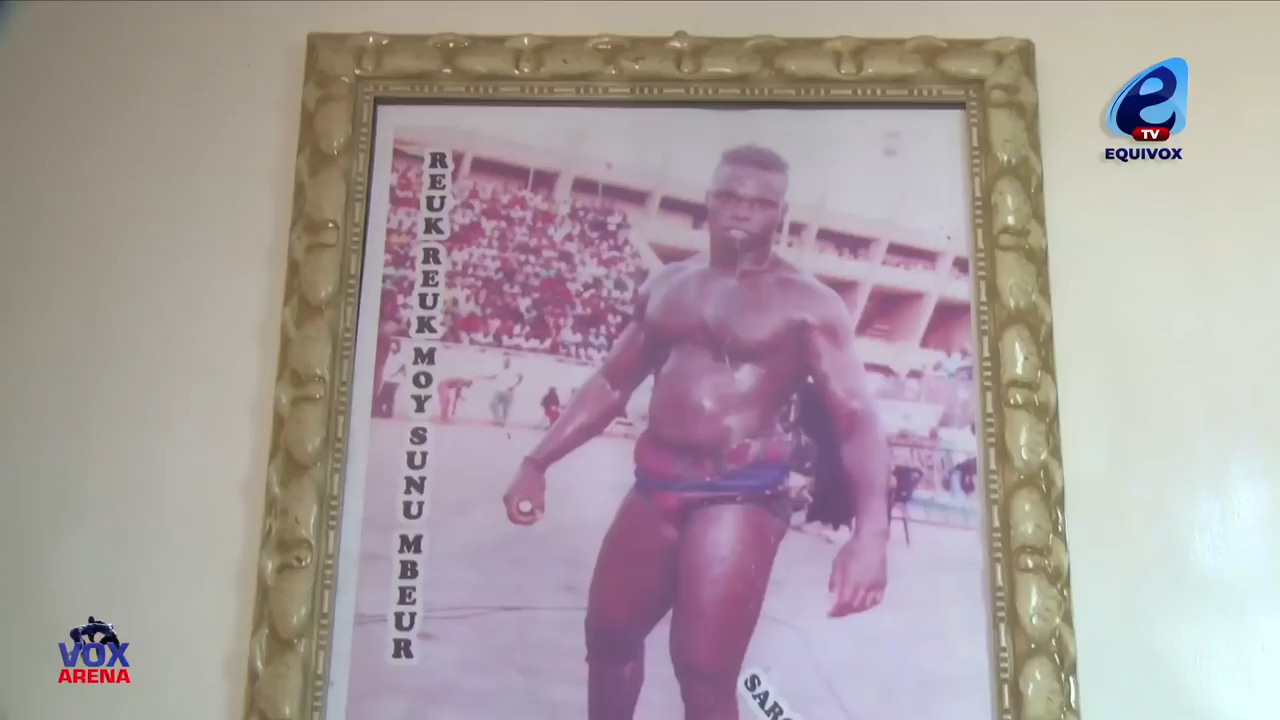 REUK REUK MOY SUNU MBEUR
TV
EQUIVOX
VOX
ARENA